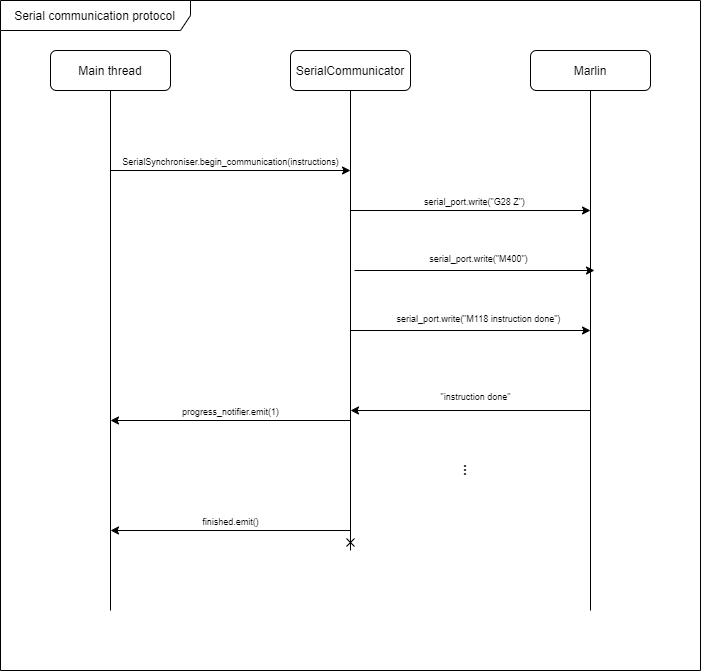 Serial communication protocol
Main thread
SerialCommunicator
Marlin
SerialSynchroniser.begin_communication(instructions)
serial_port.write("G28 Z")
serial_port.write("M400")
serial_port.write("M118 instruction done")
"instruction done"
progress_notifier.emit(1)
finished.emit()